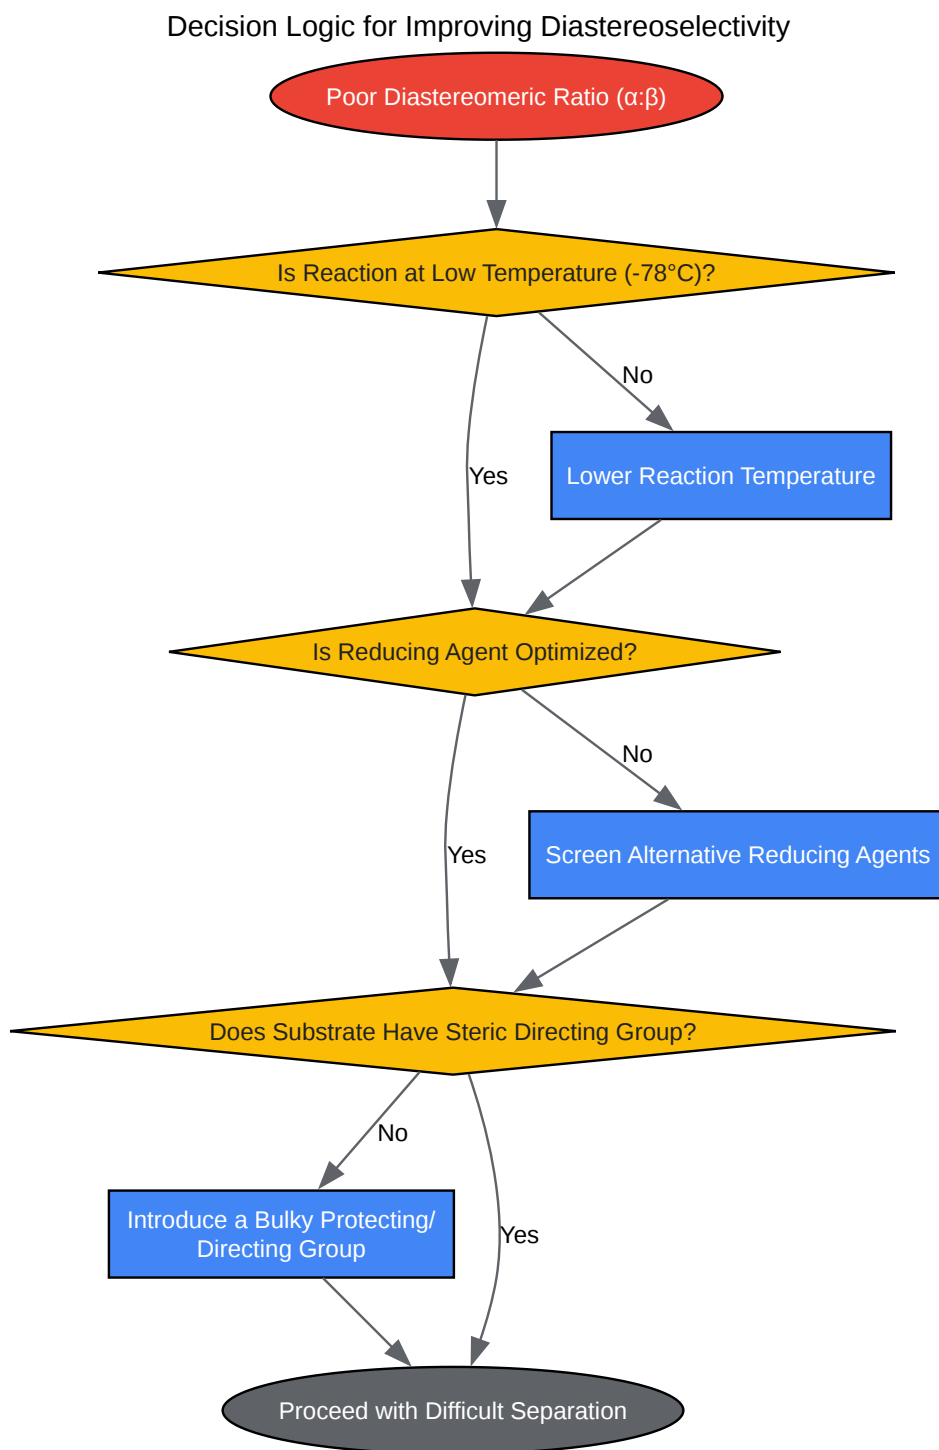 Decision Logic for Improving Diastereoselectivity
Poor Diastereomeric Ratio (α:β)
Is Reaction at Low Temperature (-78°C)?
No
Lower Reaction Temperature
Yes
Is Reducing Agent Optimized?
No
Screen Alternative Reducing Agents
Yes
Does Substrate Have Steric Directing Group?
No
Introduce a Bulky Protecting/
Directing Group
Yes
Proceed with Difficult Separation